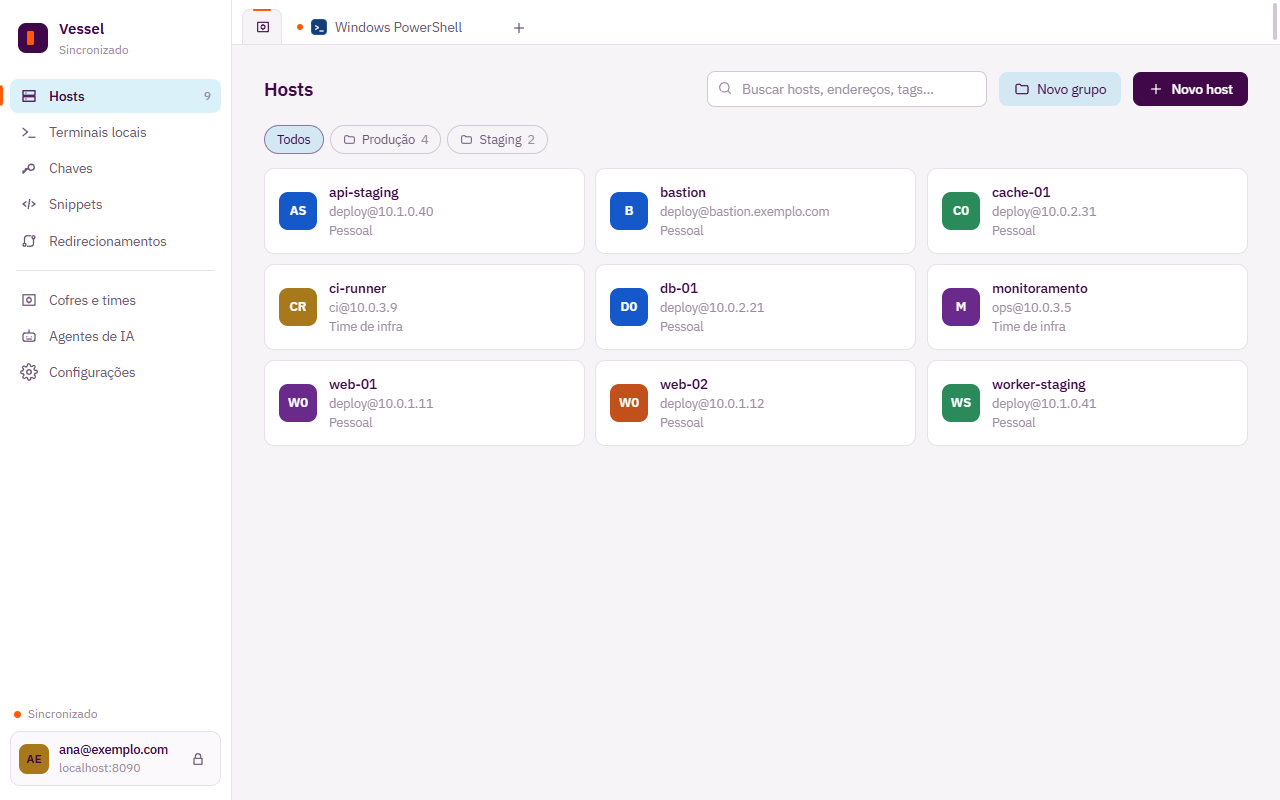 Vessel
Sincronizado
Hosts 9
Terminais locais
Chaves
Snippets
Redirecionamentos
Cofres e times
Agentes de IA
Configurações
Sincronizado
AE
ana@exemplo.com
localhost:8090
Windows PowerShell
Hosts
Buscar hosts, endereços, tags...
Novo grupo
Novo host
Todos
Produção 4
Staging 2
AS
api-staging
deploy@10.1.0.40
Pessoal
B
bastion
deploy@bastion.exemplo.com
Pessoal
C0
cache-01
deploy@10.0.2.31
Pessoal
CR
ci-runner
ci@10.0.3.9
Time de infra
D0
db-01
deploy@10.0.2.21
Pessoal
M
monitoramento
ops@10.0.3.5
Time de infra
W0
web-01
deploy@10.0.1.11
Pessoal
W0
web-02
deploy@10.0.1.12
Pessoal
WS
worker-staging
deploy@10.1.0.41
Pessoal